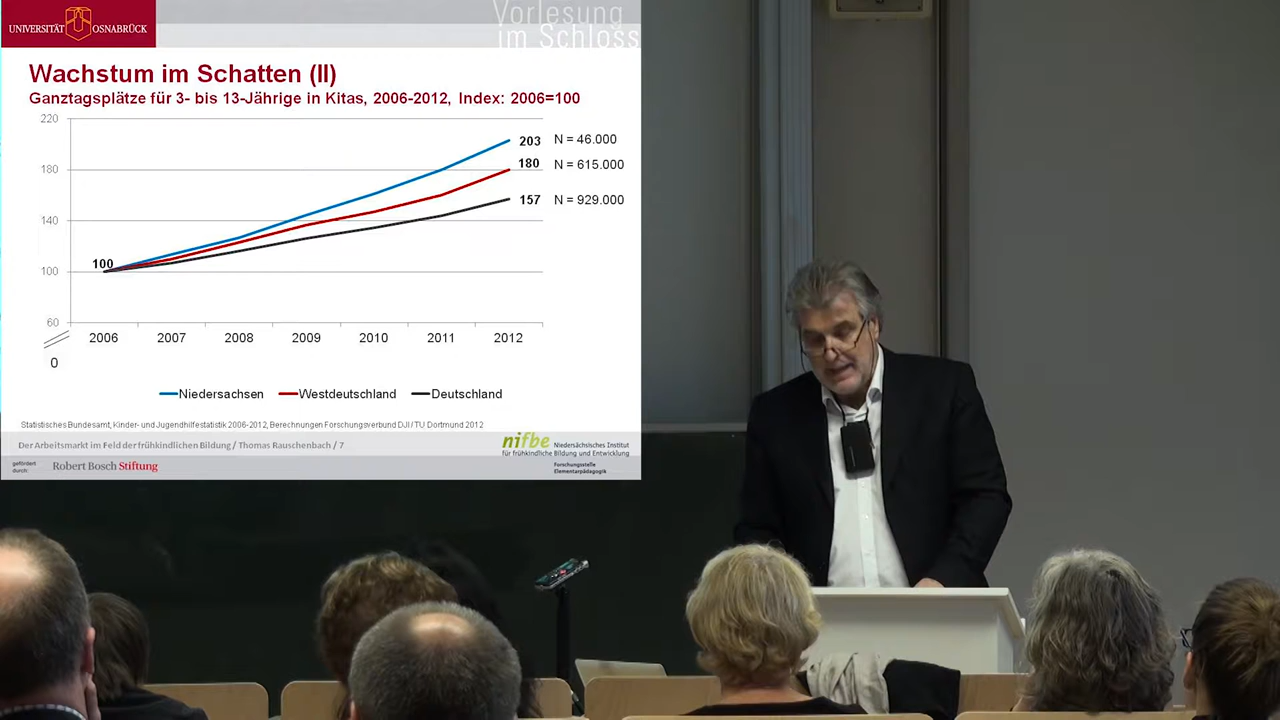 UNIVERSITÄT OSNABRÜCK
Vorlesung
im Schloss
Wachstum im Schatten (II)
Ganztagsplätze für 3- bis 13-Jährige in Kitas, 2006-2012, Index: 2006=100
220
203 N = 46.000
180
180 N = 615.000
157 N = 929.000
140
100
100
60
2006 2007 2008 2009 2010 2011 2012
0
Niedersachsen Westdeutschland Deutschland
Statistisches Bundesamt, Kinder- und Jugendhilfestatistik 2006-2012, Berechnungen Forschungsverbund DJI / TU Dortmund 2012
Der Arbeitsmarkt im Feld der frühkindlichen Bildung / Thomas Rauschenbach / 7
nifbe Niedersächsisches Institut
für frühkindliche Bildung und Entwicklung
gefördert
durch:
Robert Bosch Stiftung
Forschungsstelle
Elementarpädagogik